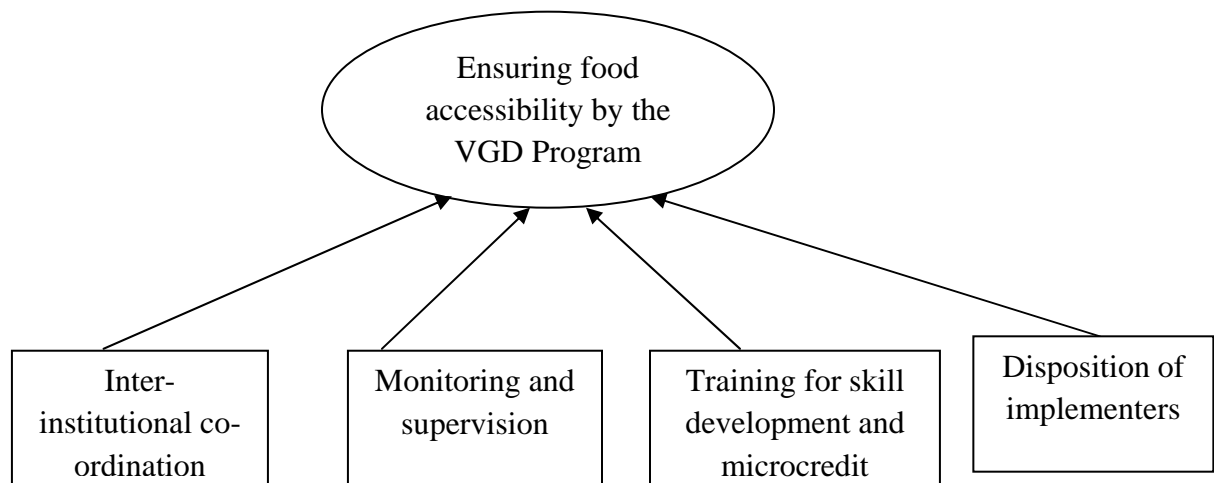 Ensuring food
accessibility by the
VGD Program
Inter-
institutional co-
ordination
Monitoring and
supervision
Training for skill
development and
microcredit
Disposition of
implementers